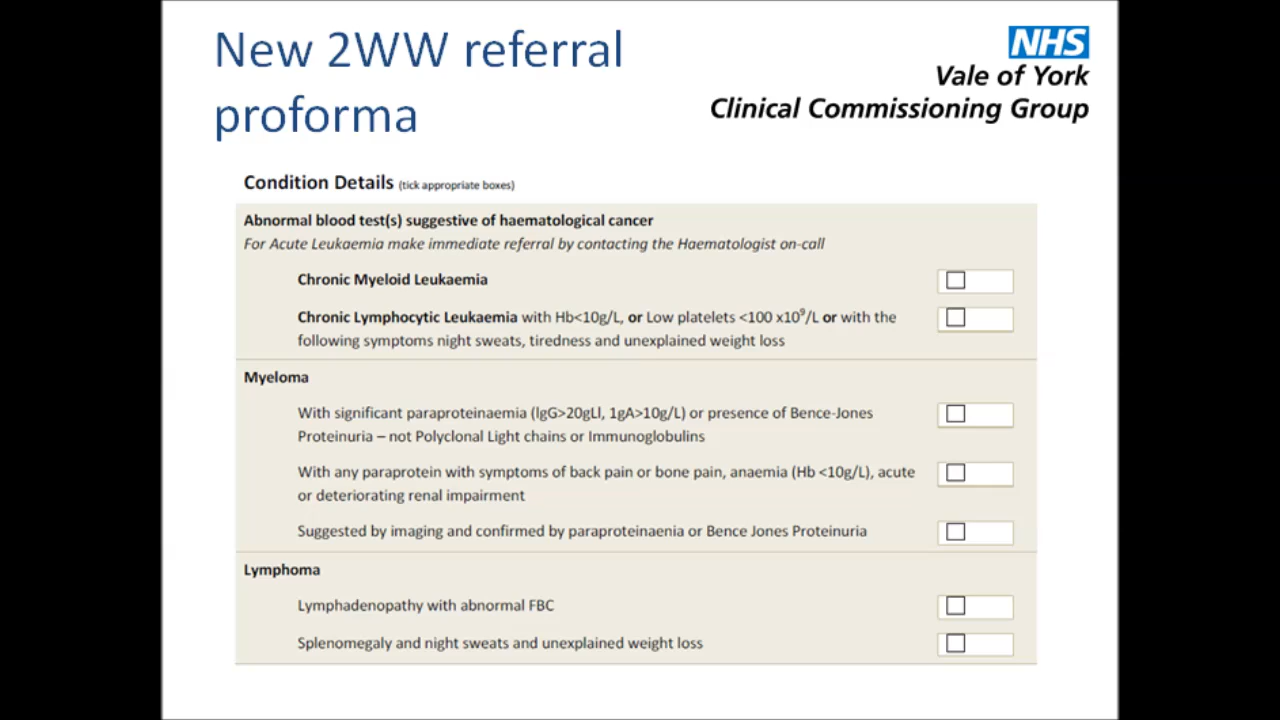 New 2WW referral
proforma
NHS
Vale of York
Clinical Commissioning Group
Condition Details (tick appropriate boxes)
Abnormal blood test(s) suggestive of haematological cancer
For Acute Leukaemia make immediate referral by contacting the Haematologist on-call
Chronic Myeloid Leukaemia
Chronic Lymphocytic Leukaemia with Hb<10g/L, or Low platelets <100 x10⁹/L or with the
following symptoms night sweats, tiredness and unexplained weight loss
Myeloma
With significant paraproteinaemia (lgG>20gLl, 1gA>10g/L) or presence of Bence-Jones
Proteinuria – not Polyclonal Light chains or Immunoglobulins
With any paraprotein with symptoms of back pain or bone pain, anaemia (Hb <10g/L), acute
or deteriorating renal impairment
Suggested by imaging and confirmed by paraproteinaenia or Bence Jones Proteinuria
Lymphoma
Lymphadenopathy with abnormal FBC
Splenomegaly and night sweats and unexplained weight loss